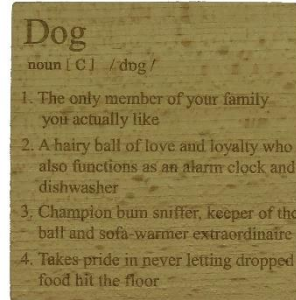 Dog
noun [ C ] /dɒg/
1. The only member of your family
you actually like
2. A hairy ball of love and loyalty who
also functions as an alarm clock and
dishwasher
3. Champion bum sniffer, keeper of the
ball and sofa-warmer extraordinaire
4. Takes pride in never letting dropped
food hit the floor